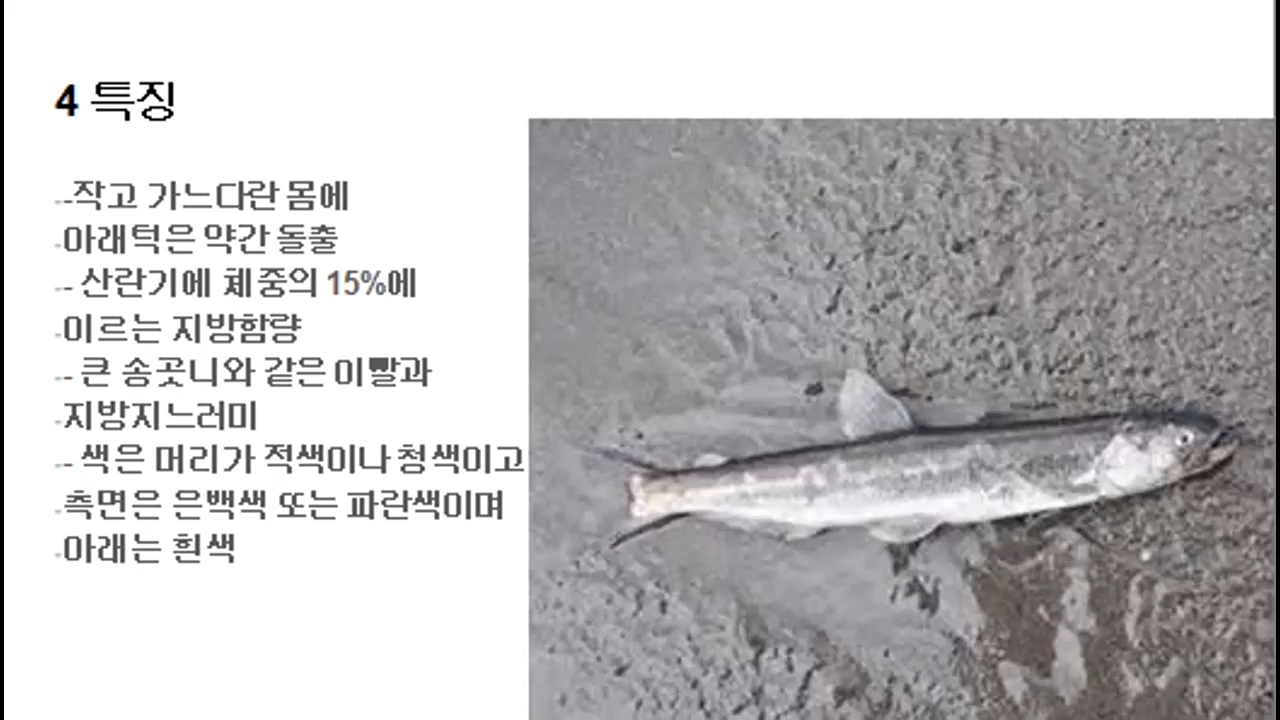 4 특징
--작고 가느다란 몸에
-아래턱은 약간 돌출
-- 산란기에 체중의 15%에
-이르는 지방함량
-- 큰 송곳니와 같은 이빨과
-지방지느러미
-- 색은 머리가 적색이나 청색이고
-측면은 은백색 또는 파란색이며
-아래는 흰색